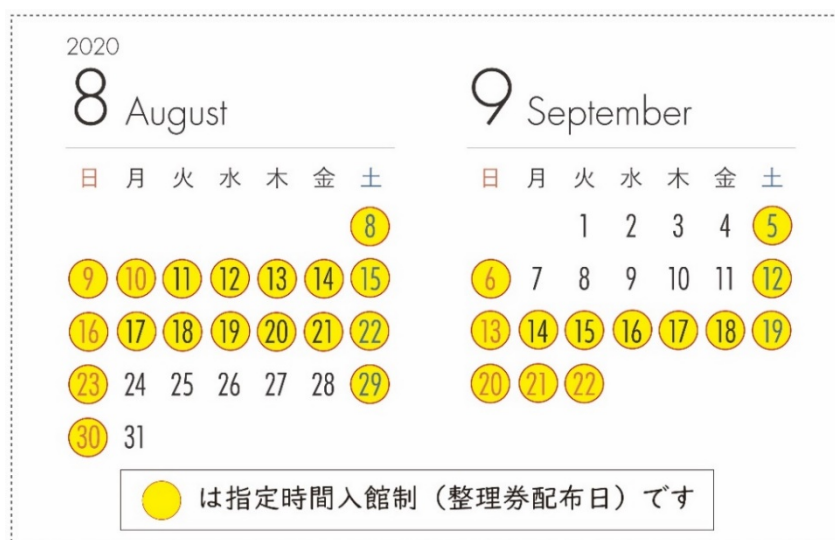 2020
8 August
日 月 火 水 木 金 土
8
9 10 11 12 13 14 15
16 17 18 19 20 21 22
23 24 25 26 27 28 29
30 31
9 September
日 月 火 水 木 金 土
1 2 3 4 5
6 7 8 9 10 11 12
13 14 15 16 17 18 19
20 21 22
は指定時間入館制（整理券配布日）です